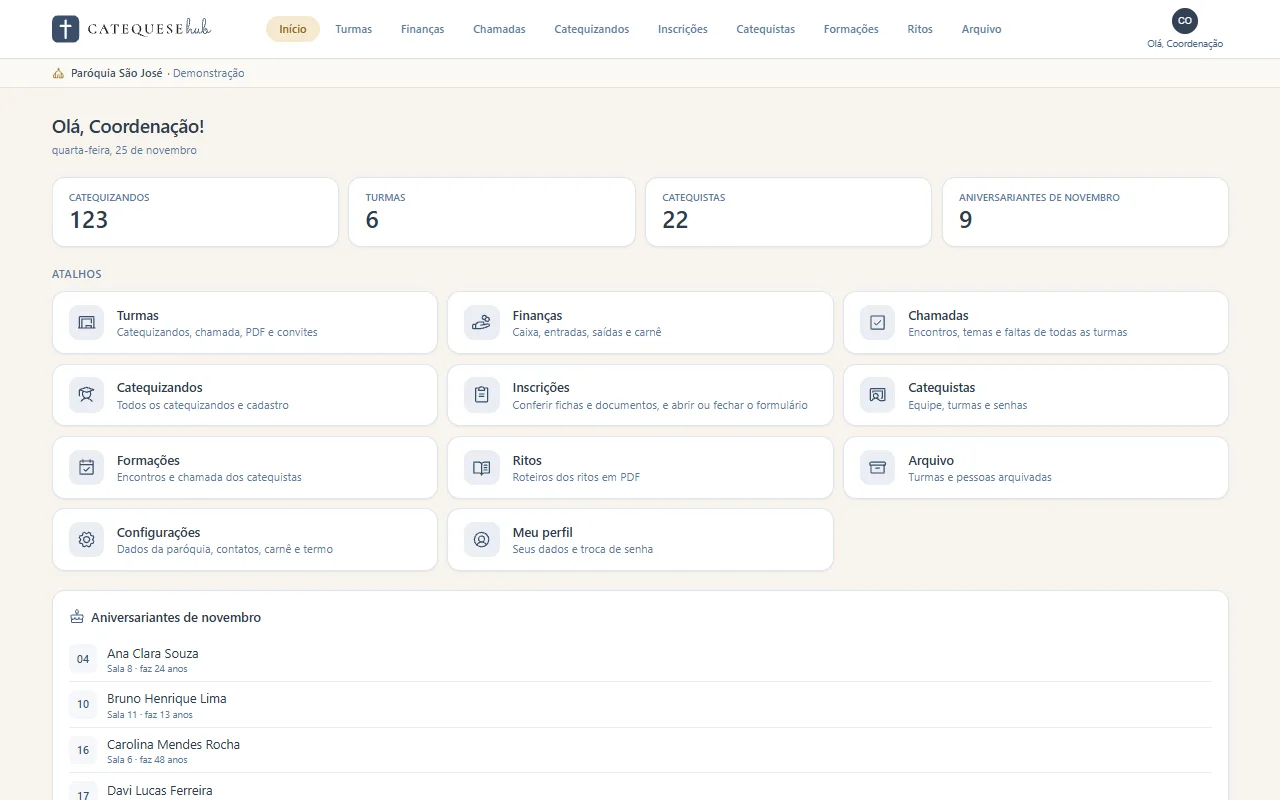 CATEQUESE hub
Início
Turmas
Finanças
Chamadas
Catequizandos
Inscrições
Catequistas
Formações
Ritos
Arquivo
CO
Olá, Coordenação
Paróquia São José · Demonstração
Olá, Coordenação!
quarta-feira, 25 de novembro
CATEQUIZANDOS
123
TURMAS
6
CATEQUISTAS
22
ANIVERSARIANTES DE NOVEMBRO
9
ATALHOS
Turmas
Catequizandos, chamada, PDF e convites
Finanças
Caixa, entradas, saídas e carnê
Chamadas
Encontros, temas e faltas de todas as turmas
Catequizandos
Todos os catequizandos e cadastro
Inscrições
Conferir fichas e documentos, e abrir ou fechar o formulário
Catequistas
Equipe, turmas e senhas
Formações
Encontros e chamada dos catequistas
Ritos
Roteiros dos ritos em PDF
Arquivo
Turmas e pessoas arquivadas
Configurações
Dados da paróquia, contatos, carnê e termo
Meu perfil
Seus dados e troca de senha
Aniversariantes de novembro
04
Ana Clara Souza
Sala 8 · faz 24 anos
10
Bruno Henrique Lima
Sala 11 · faz 13 anos
16
Carolina Mendes Rocha
Sala 6 · faz 48 anos
17
Davi Lucas Ferreira